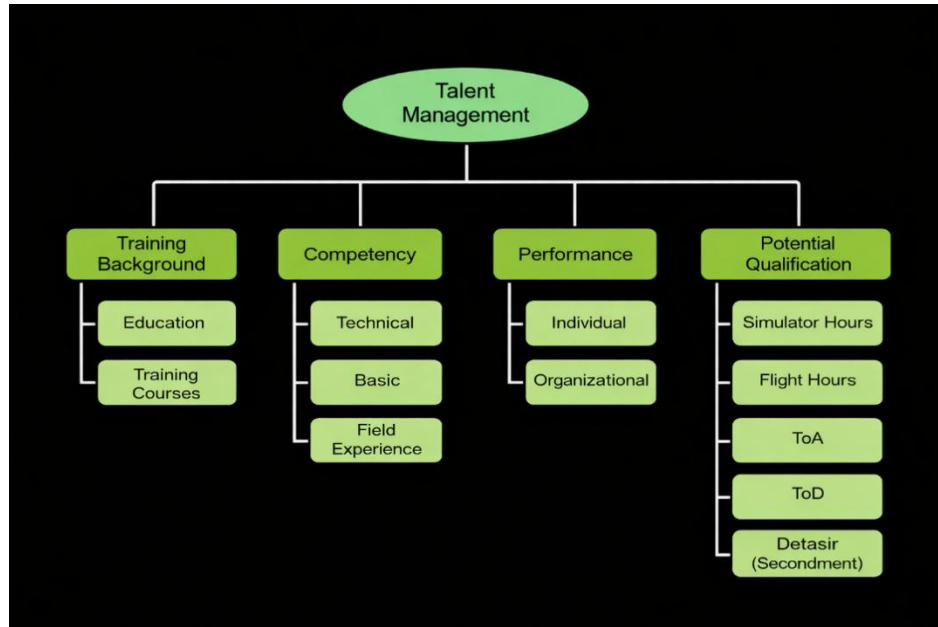 Talent
Management
Training
Background
Competency
Performance
Potential
Qualification
Education
Training
Courses
Technical
Basic
Field
Experience
Individual
Organizational
Simulator Hours
Flight Hours
ToA
ToD
Detasir
(Secondment)